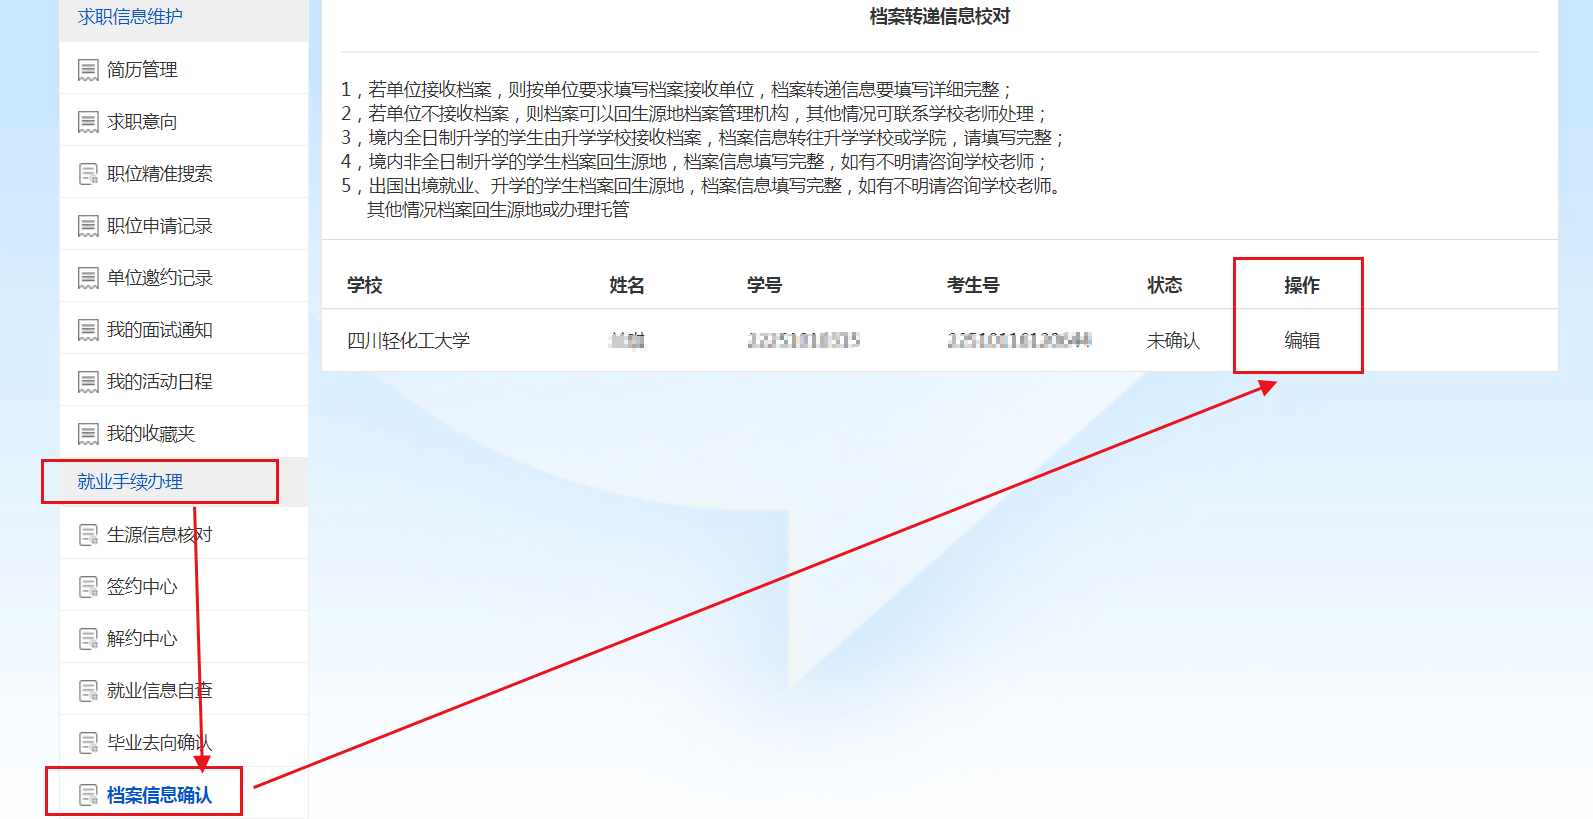 求职信息维护
简历管理
求职意向
职位精准搜索
职位申请记录
单位邀约记录
我的面试通知
我的活动日程
我的收藏夹
就业手续办理
生源信息核对
签约中心
解约中心
就业信息自查
毕业去向确认
档案信息确认
档案转递信息校对
1，若单位接收档案，则按单位要求填写档案接收单位，档案转递信息要填写详细完整；
2，若单位不接收档案，则档案可以回生源地档案管理机构，其他情况可联系学校老师处理；
3，境内全日制升学的学生由升学学校接收档案，档案信息转往升学学校或学院，请填写完整；
4，境内非全日制升学的学生档案回生源地，档案信息填写完整，如有不明请咨询学校老师；
5，出国出境就业、升学的学生档案回生源地，档案信息填写完整，如有不明请咨询学校老师。
其他情况档案回生源地或办理托管
学校 姓名 学号 考生号 状态 操作
四川轻化工大学 未确认 编辑